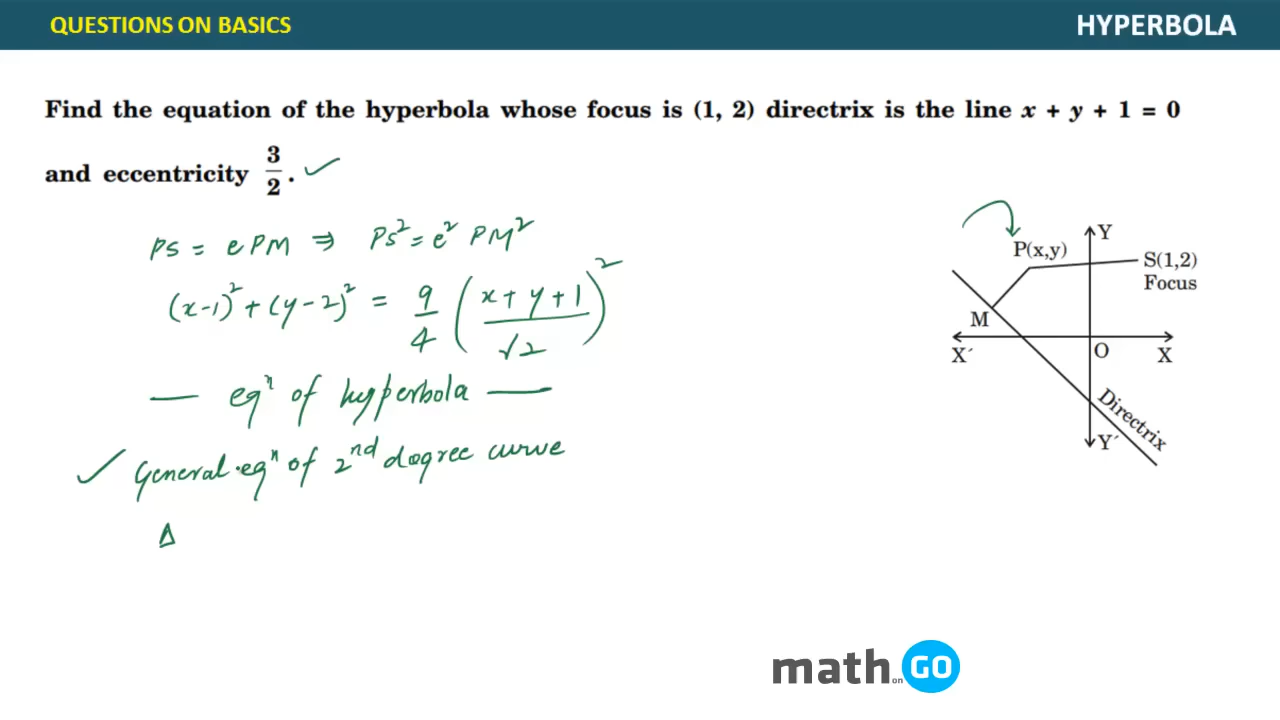 QUESTIONS ON BASICS
HYPERBOLA
Find the equation of the hyperbola whose focus is (1, 2) directrix is the line x + y + 1 = 0
and eccentricity 3/2. ✓
PS = ePM ⇒ PS² = e² PM²
(x-1)² + (y-2)² = 9/4 (x+y+1/√2)²
— eqⁿ of hyperbola —
✓ General eqⁿ of 2nd degree curve
Δ
Y
P(x,y)
S(1,2)
Focus
M
X′
O
X
Directrix
Y′
math on GO